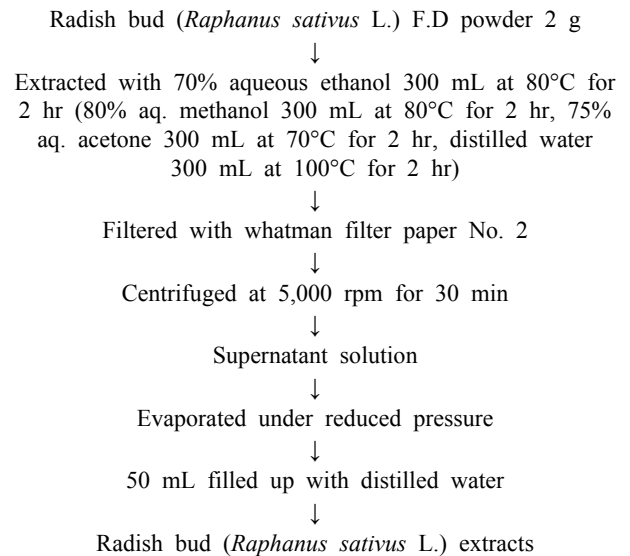 Radish bud (Raphanus sativus L.) F.D powder 2 g
↓
Extracted with 70% aqueous ethanol 300 mL at 80°C for
2 hr (80% aq. methanol 300 mL at 80°C for 2 hr, 75%
aq. acetone 300 mL at 70°C for 2 hr, distilled water
300 mL at 100°C for 2 hr)
↓
Filtered with whatman filter paper No. 2
↓
Centrifuged at 5,000 rpm for 30 min
↓
Supernatant solution
↓
Evaporated under reduced pressure
↓
50 mL filled up with distilled water
↓
Radish bud (Raphanus sativus L.) extracts